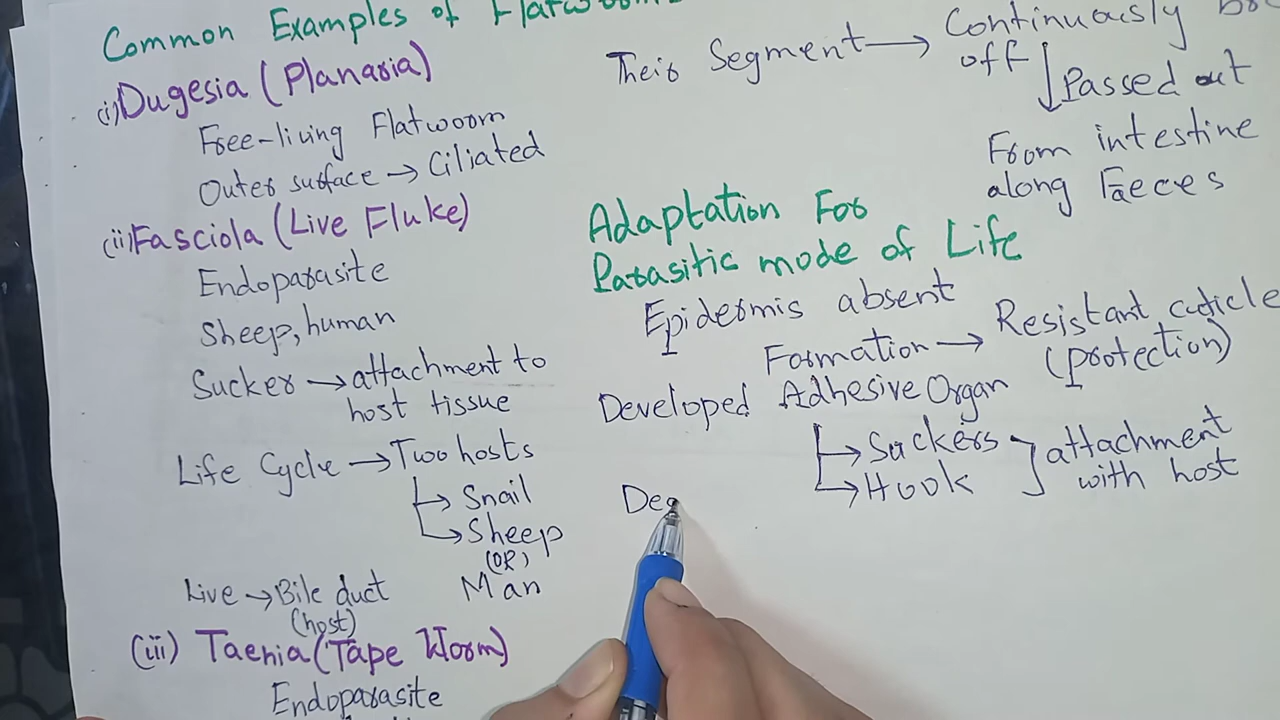 Common Examples of Flatworms
(i) Dugesia (Planaria)
Free-living Flatworm
Outer surface → Ciliated
(ii) Fasciola (Live Fluke)
Endoparasite
Sheep, human
Sucker → attachment to
host tissue
Life Cycle → Two hosts
→ Snail
→ Sheep
(OR)
Man
Live → Bile duct
(host)
(iii) Taenia (Tape Worm)
Endoparasite
Their Segment → Continuously
off
Passed out
From intestine
along Faeces
Adaptation For
Parasitic mode of Life
Epidermis absent
Formation → Resistant cuticle
(protection)
Developed Adhesive Organ
→ Suckers
→ Hook
attachment
with host